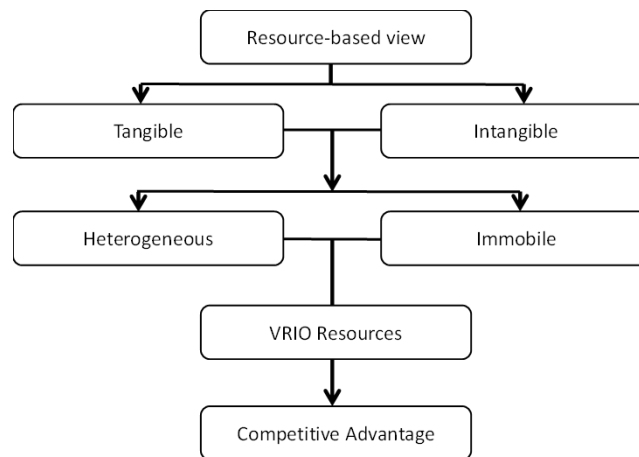 Resource-based view
Tangible
Intangible
Heterogeneous
Immobile
VRIO Resources
Competitive Advantage